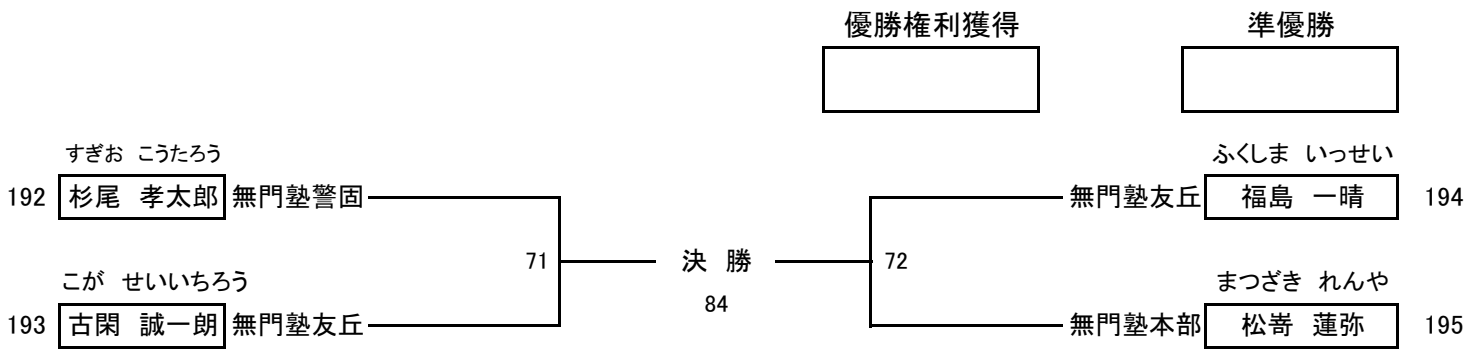 優勝権利獲得 準優勝
すぎお こうたろう ふくしま いっせい
192 杉尾 孝太郎 無門塾警固 無門塾友丘 福島 一晴 194
71 決 勝 72
こが せいいちろう まつざき れんや
84
193 古閑 誠一朗 無門塾友丘 無門塾本部 松嵜 蓮弥 195